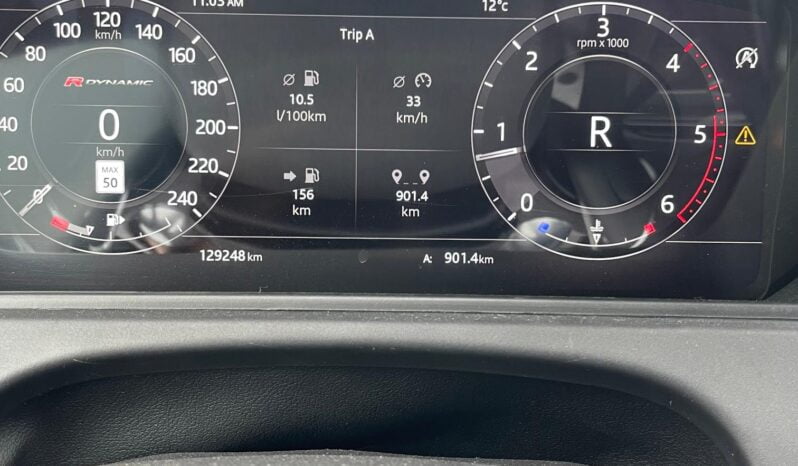 11:03 AM
12°C
Trip A
80 100 120 140
km/h
160
60
180
40
200
20
220
0
240
R DYNAMIC
0
km/h
MAX
50
10.5
l/100km
33
km/h
156
km
901.4
km
0 1 2 3 4 5 6
rpm x 1000
R
129248 km
A: 901.4 km